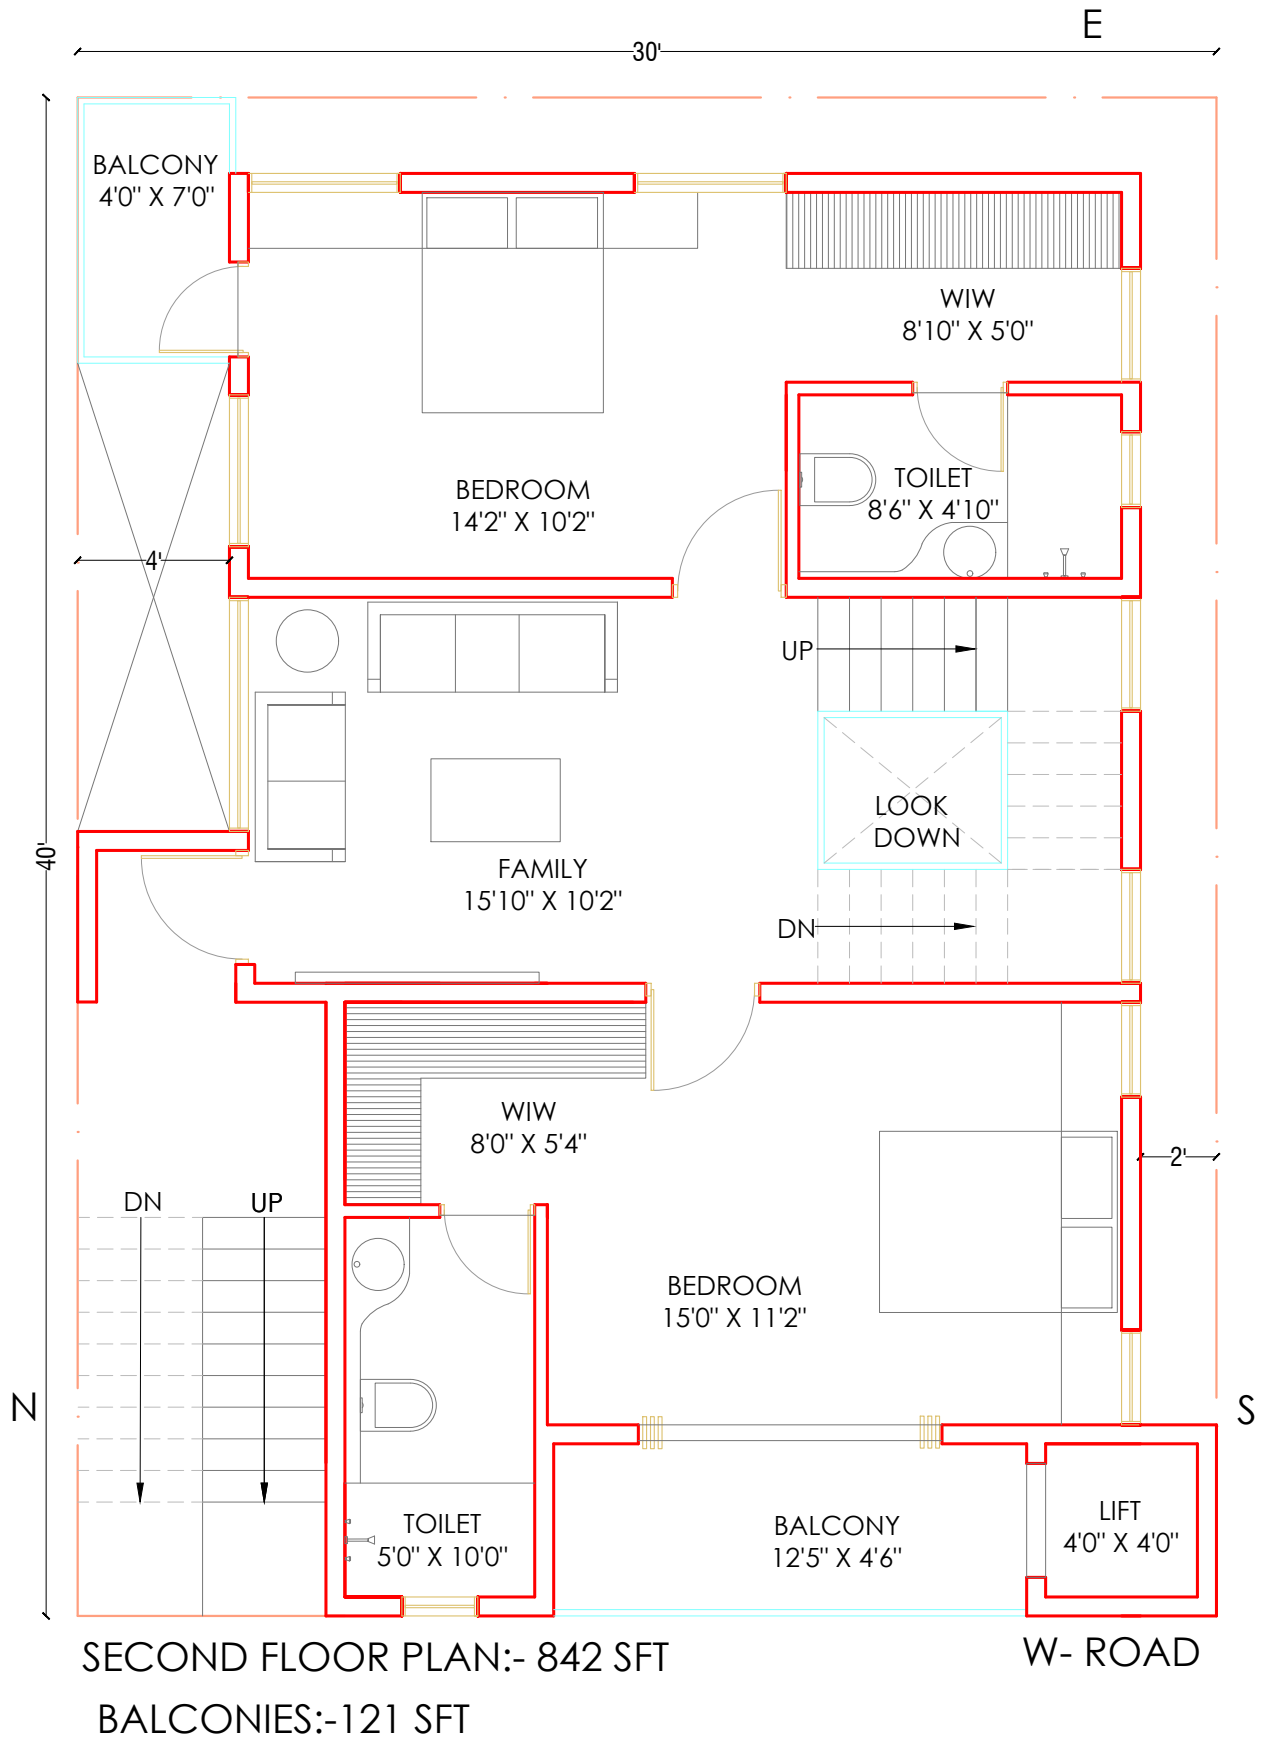 E
30'
BALCONY
4'0" X 7'0"
WIW
8'10" X 5'0"
TOILET
8'6" X 4'10"
BEDROOM
14'2" X 10'2"
4'
UP
LOOK
DOWN
40'
FAMILY
15'10" X 10'2"
DN
WIW
8'0" X 5'4"
2'
DN
UP
BEDROOM
15'0" X 11'2"
N
S
TOILET
5'0" X 10'0"
BALCONY
12'5" X 4'6"
LIFT
4'0" X 4'0"
SECOND FLOOR PLAN:- 842 SFT
W- ROAD
BALCONIES:-121 SFT